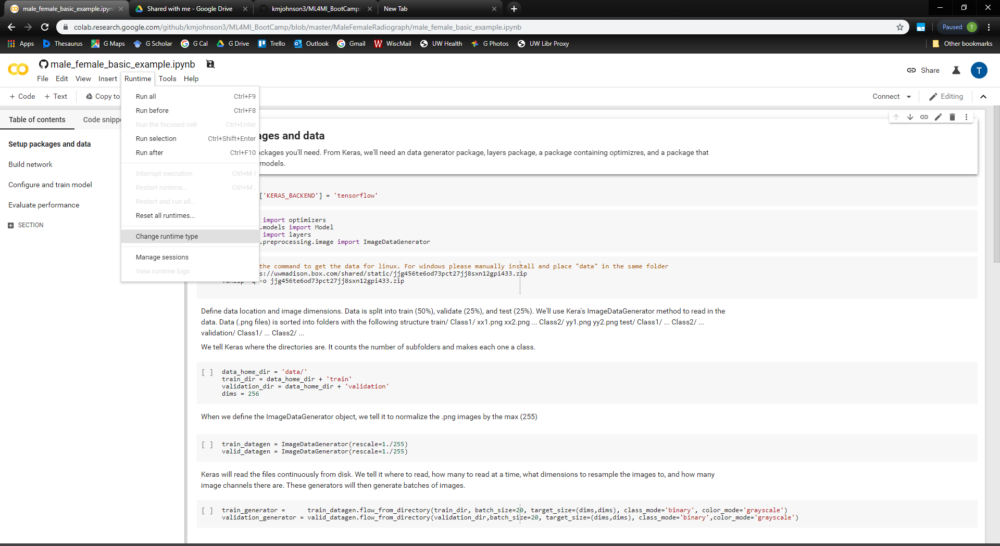 male_female_basic_example.ipyn
Shared with me - Google Drive
kmjohnson3/ML4MI_BootCamp:
New Tab
colab.research.google.com/github/kmjohnson3/ML4MI_BootCamp/blob/master/MaleFemaleRadiograph/male_female_basic_example.ipynb
Paused T
Apps Thesaurus G Maps G Scholar G Cal G Drive Trello Outlook Gmail WiscMail UW Health G Photos UW Libr Proxy Other bookmarks
male_female_basic_example.ipynb
Share T
File Edit View Insert Runtime Tools Help
+ Code + Text Copy to
Connect Editing
Table of contents Code snipp
Setup packages and data
Build network
Configure and train model
Evaluate performance
SECTION
Run all Ctrl+F9
Run before Ctrl+F8
Run the focused cell Ctrl+Enter
Run selection Ctrl+Shift+Enter
Run after Ctrl+F10
Interrupt execution Ctrl+M I
Restart runtime... Ctrl+M .
Restart and run all...
Reset all runtimes...
Change runtime type
Manage sessions
View runtime logs
ages and data
ackages you'll need. From Keras, we'll need an data generator package, layers package, a package containing optimizres, and a package that
models.
['KERAS_BACKEND'] = 'tensorflow'
import optimizers
.models import Model
import layers
.preprocessing.image import ImageDataGenerator
the command to get the data for linux. For windows please manually install and place "data" in the same folder
s://uwmadison.box.com/shared/static/jjg456te6od73pct27jj8sxn12gpi433.zip
-o jjg456te6od73pct27jj8sxn12gpi433.zip
Define data location and image dimensions. Data is split into train (50%), validate (25%), and test (25%). We'll use Kera's ImageDataGenerator method to read in the
data. Data (.png files) is sorted into folders with the following structure train/ Class1/ xx1.png xx2.png ... Class2/ yy1.png yy2.png test/ Class1/ ... Class2/ ...
validation/ Class1/ ... Class2/ ...
We tell Keras where the directories are. It counts the number of subfolders and makes each one a class.
[ ] data_home_dir = 'data/'
train_dir = data_home_dir + 'train'
validation_dir = data_home_dir + 'validation'
dims = 256
When we define the ImageDataGenerator object, we tell it to normalize the .png images by the max (255)
[ ] train_datagen = ImageDataGenerator(rescale=1./255)
valid_datagen = ImageDataGenerator(rescale=1./255)
Keras will read the files continuously from disk. We tell it where to read, how many to read at a time, what dimensions to resample the images to, and how many
image channels there are. These generators will then generate batches of images.
[ ] train_generator = train_datagen.flow_from_directory(train_dir, batch_size=20, target_size=(dims,dims), class_mode='binary', color_mode='grayscale')
validation_generator = valid_datagen.flow_from_directory(validation_dir,batch_size=20, target_size=(dims,dims), class_mode='binary',color_mode='grayscale')